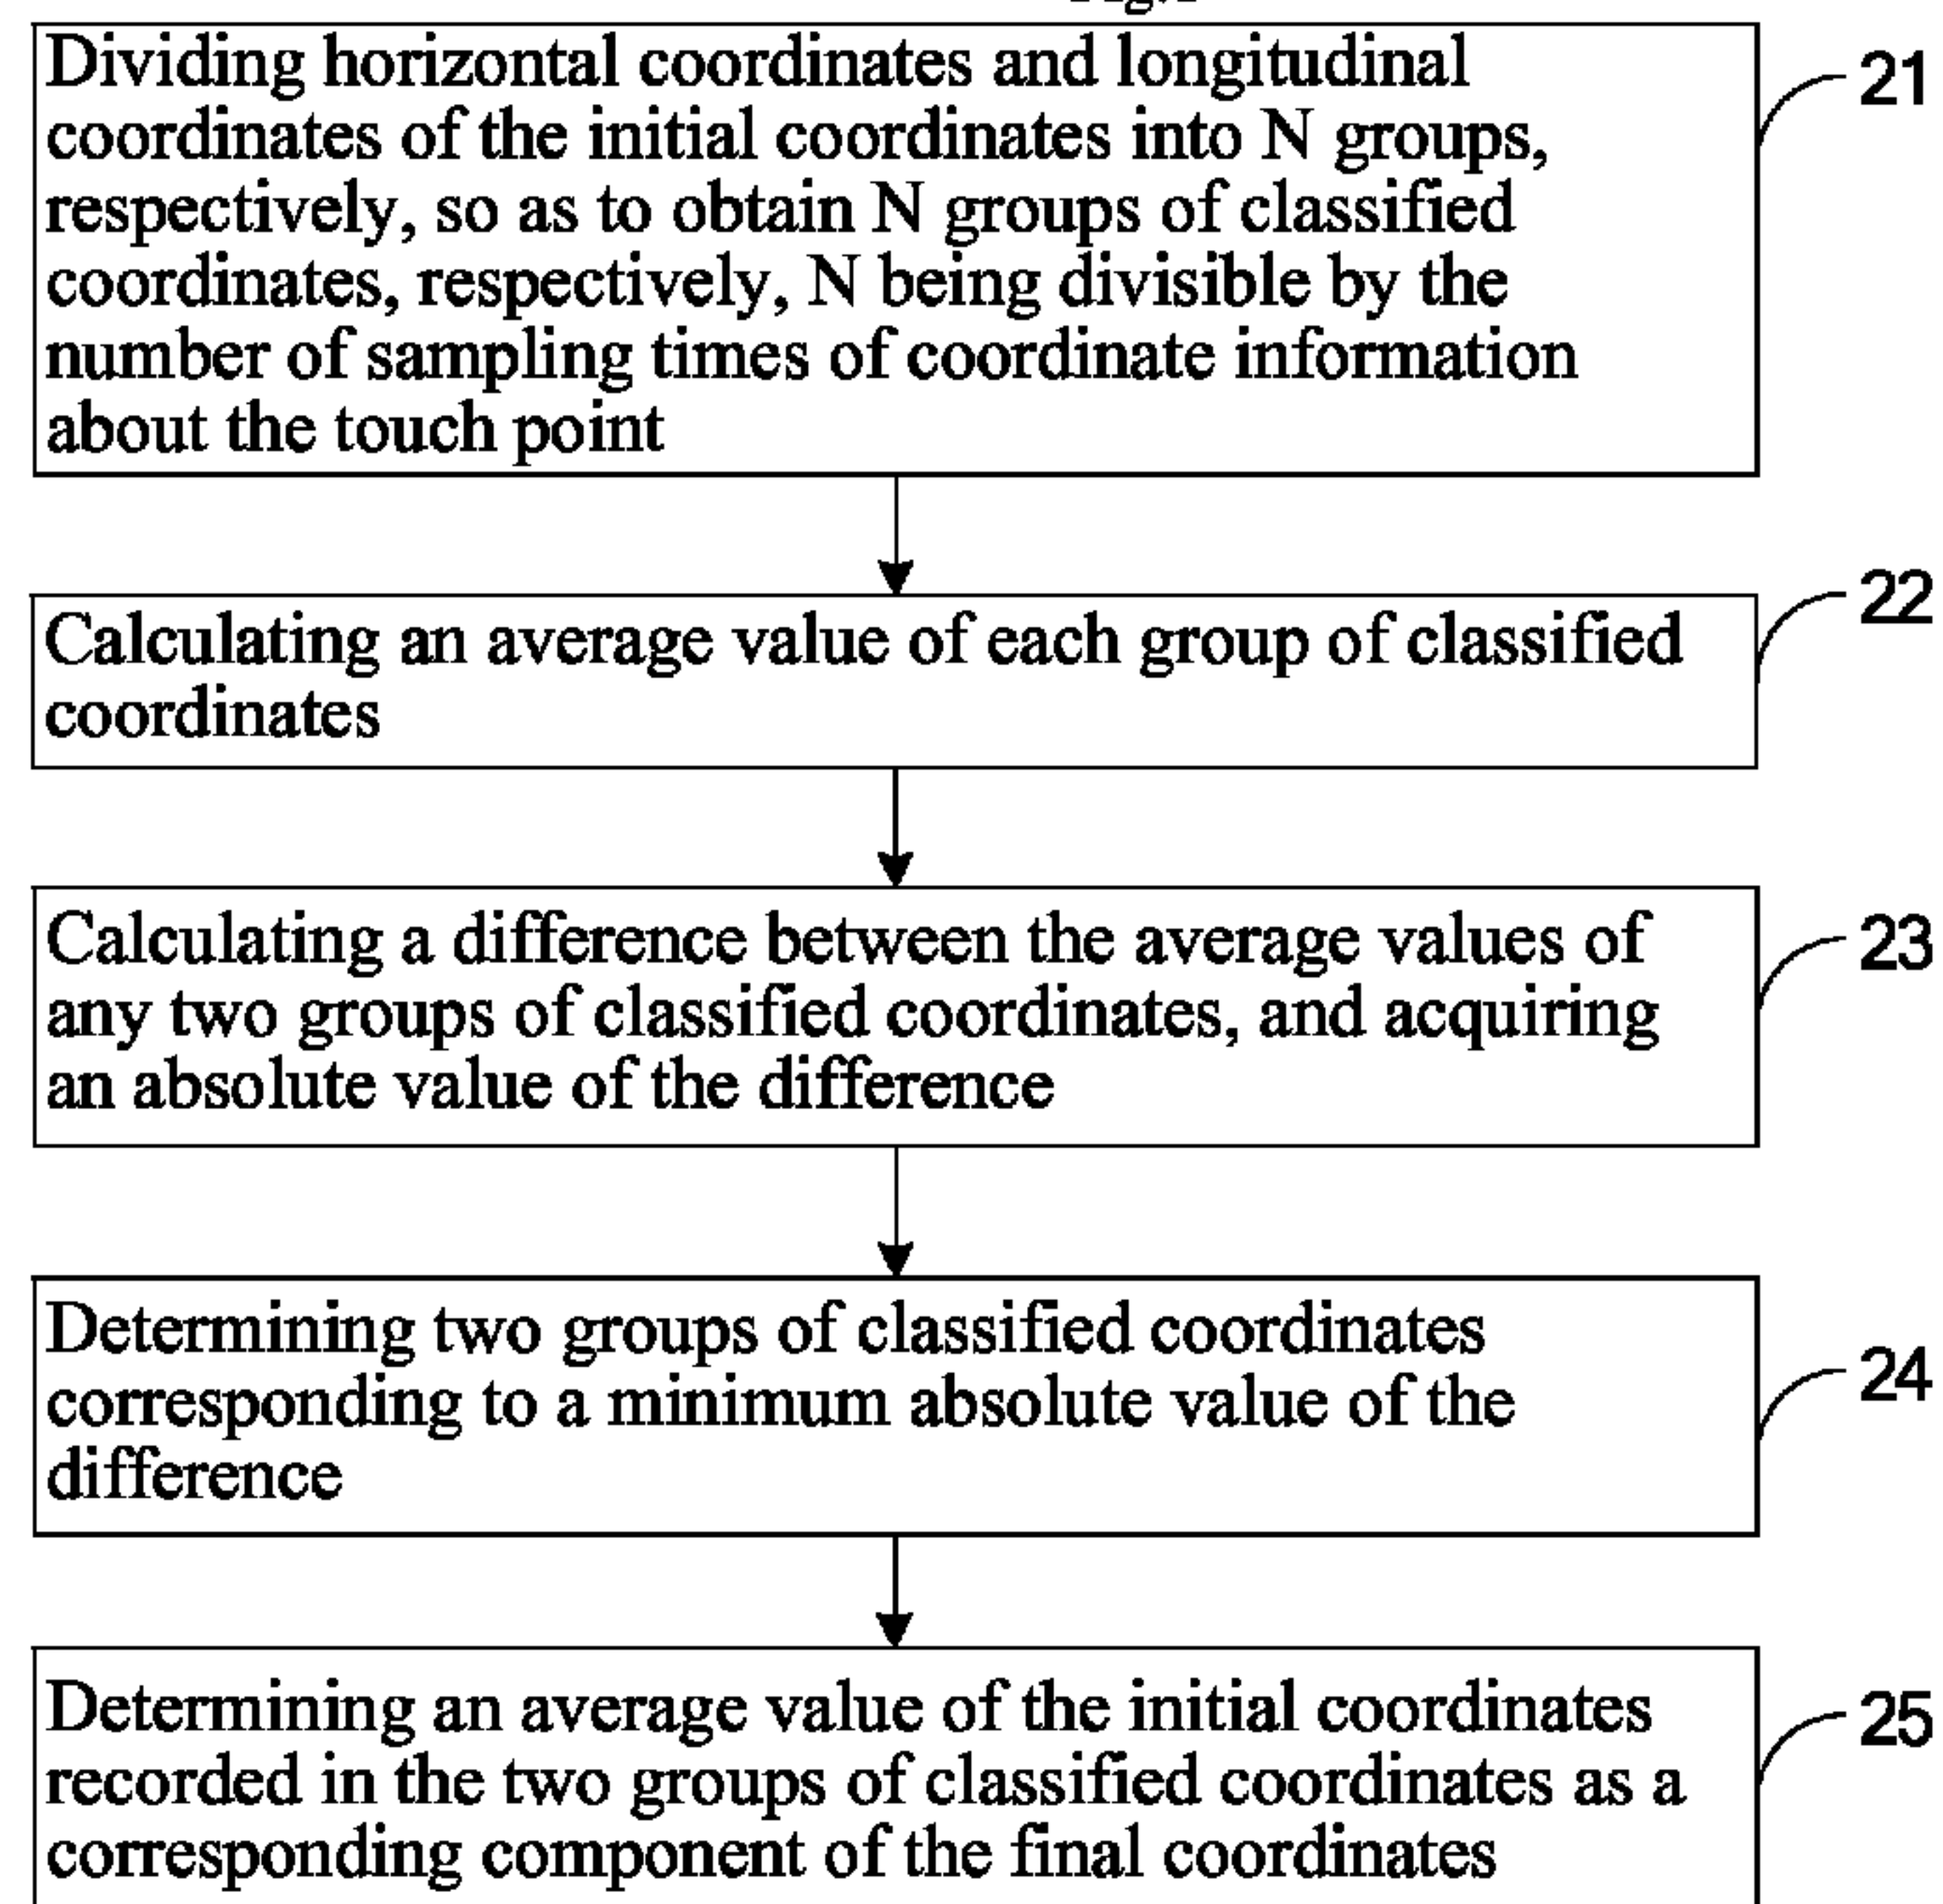 Dividing horizontal coordinates and longitudinal
coordinates of the initial coordinates into N groups,
respectively, so as to obtain N groups of classified
coordinates, respectively, N being divisible by the
number of sampling times of coordinate information
about the touch point
21
Calculating an average value of each group of classified
coordinates
22
Calculating a difference between the average values of
any two groups of classified coordinates, and acquiring
an absolute value of the difference
23
Determining two groups of classified coordinates
corresponding to a minimum absolute value of the
difference
24
Determining an average value of the initial coordinates
recorded in the two groups of classified coordinates as a
corresponding component of the final coordinates
25